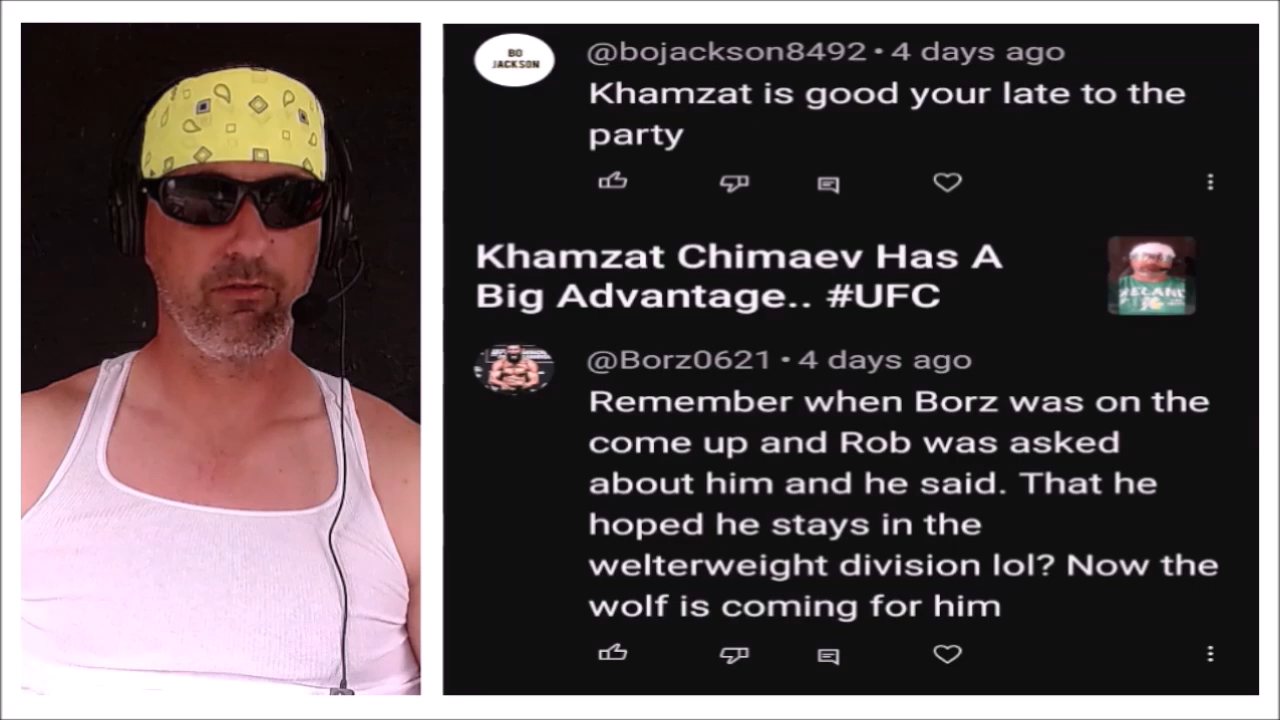 BO
JACKSON
@bojackson8492 • 4 days ago
Khamzat is good your late to the
party
Khamzat Chimaev Has A
Big Advantage.. #UFC
@Borz0621 • 4 days ago
Remember when Borz was on the
come up and Rob was asked
about him and he said. That he
hoped he stays in the
welterweight division lol? Now the
wolf is coming for him